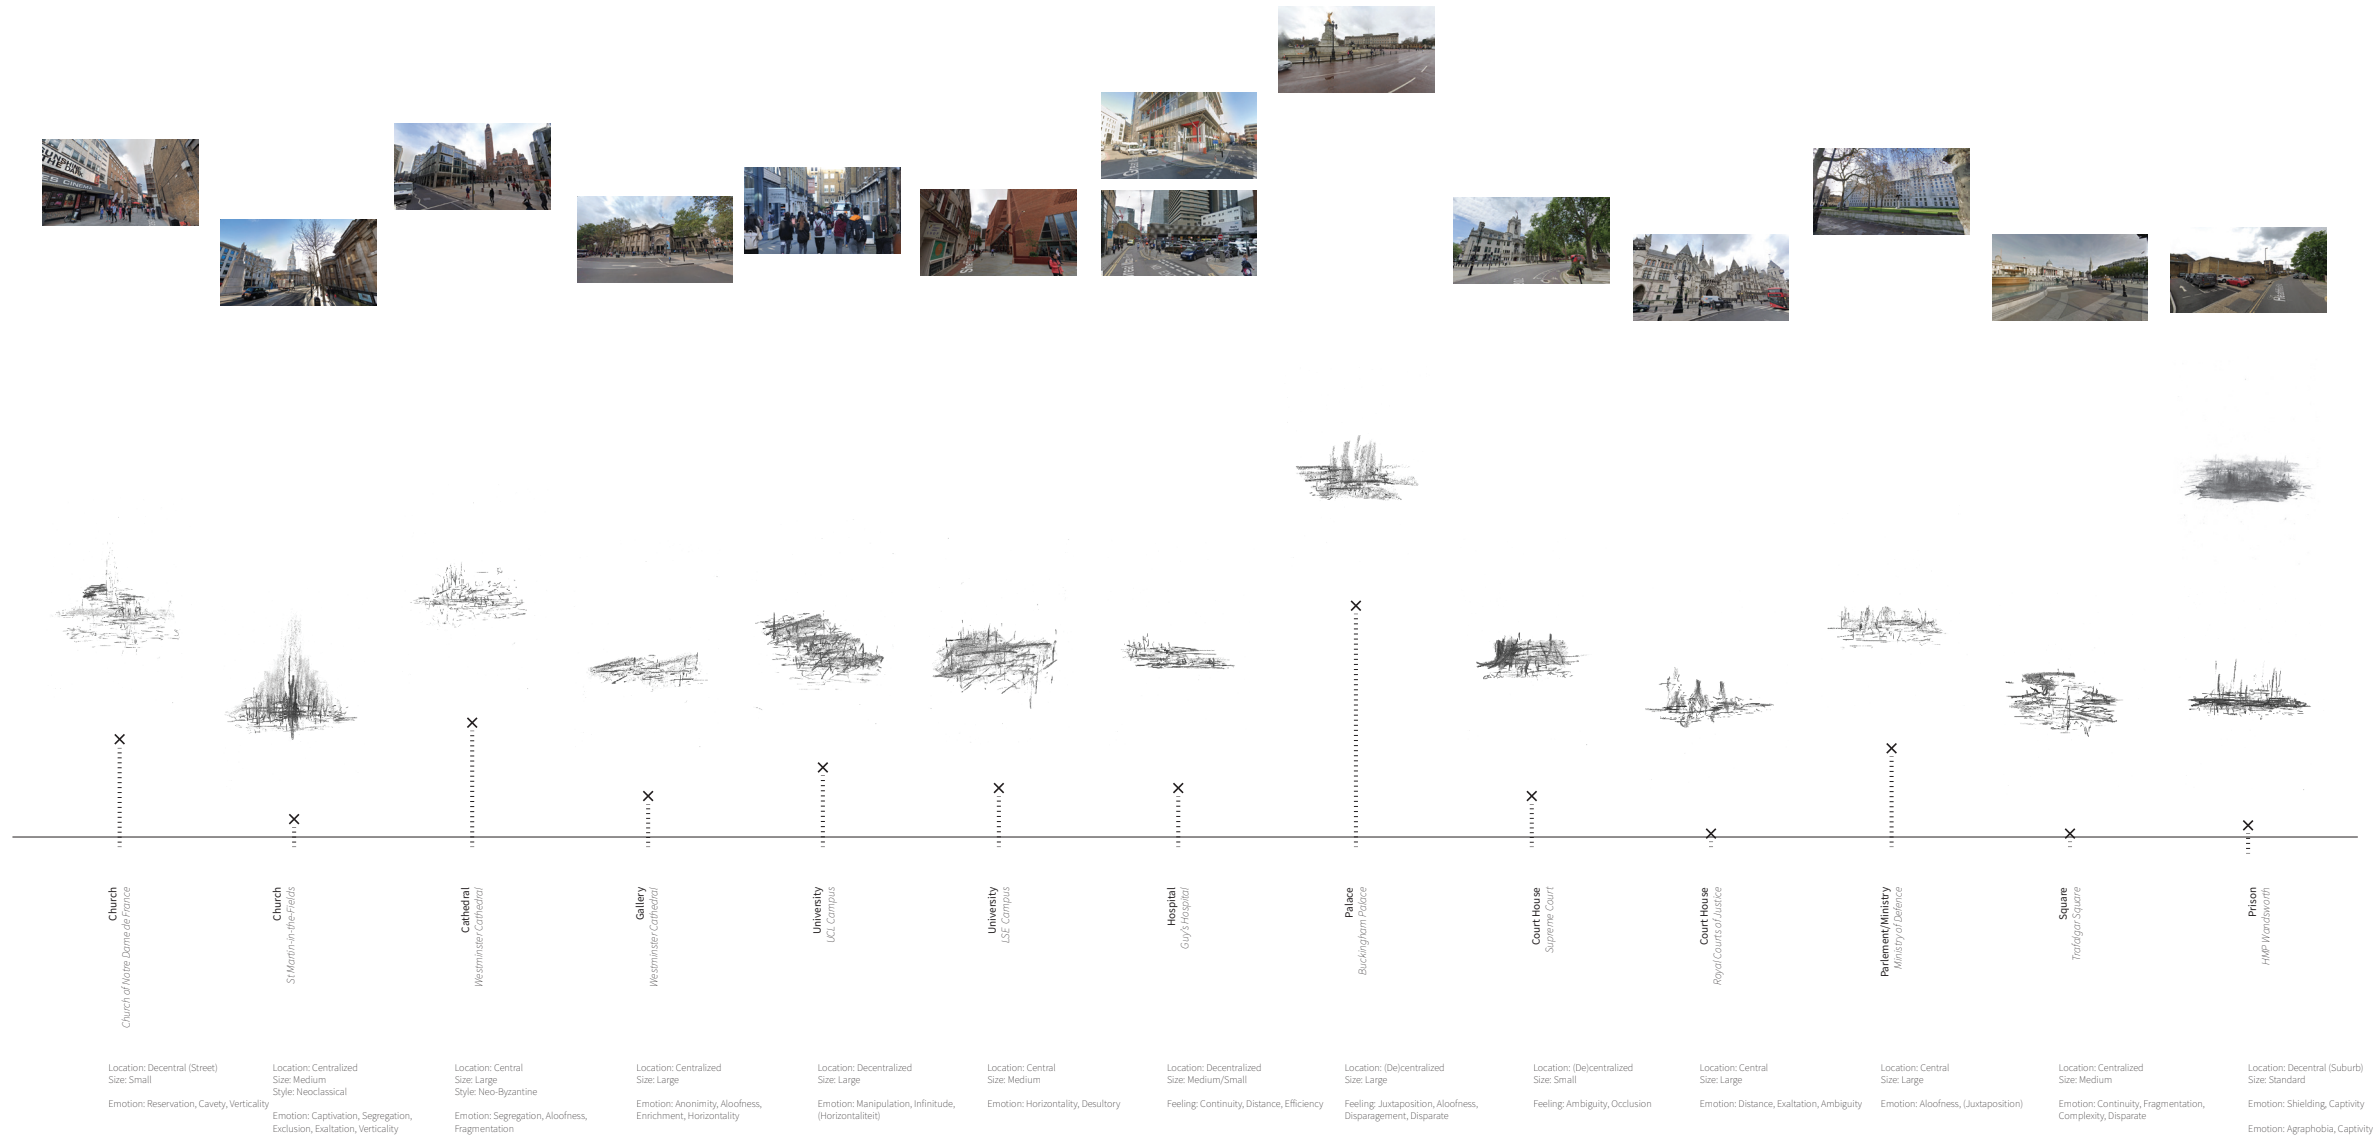 SUNSHINE
THE DARK
ES CINEMA
Church
Church of Notre Dame de France
Church
St Martin-in-the-Fields
Cathedral
Westminster Cathedral
Gallery
Westminster Cathedral
University
UCL Campus
University
LSE Campus
Hospital
Guy's Hospital
Palace
Buckingham Palace
Court House
Supreme Court
Court House
Royal Courts of Justice
Parlement/Ministry
Ministry of Defence
Square
Trafalgar Square
Prison
HMP Wandsworth
Location: Decentral (Street)
Size: Small
Emotion: Reservation, Cavety, Verticality
Location: Centralized
Size: Medium
Style: Neoclassical
Emotion: Captivation, Segregation,
Exclusion, Exaltation, Verticality
Location: Central
Size: Large
Style: Neo-Byzantine
Emotion: Segregation, Aloofness,
Fragmentation
Location: Centralized
Size: Large
Emotion: Anonimity, Aloofness,
Enrichment, Horizontality
Location: Decentralized
Size: Large
Emotion: Manipulation, Infinitude,
(Horizontaliteit)
Location: Central
Size: Medium
Emotion: Horizontality, Desultory
Location: Decentralized
Size: Medium/Small
Feeling: Continuity, Distance, Efficiency
Location: (De)centralized
Size: Large
Feeling: Juxtaposition, Aloofness,
Disparagement, Disparate
Location: (De)centralized
Size: Small
Feeling: Ambiguity, Occlusion
Location: Central
Size: Large
Emotion: Distance, Exaltation, Ambiguity
Location: Central
Size: Large
Emotion: Aloofness, (Juxtaposition)
Location: Centralized
Size: Medium
Emotion: Continuity, Fragmentation,
Complexity, Disparate
Location: Decentral (Suburb)
Size: Standard
Emotion: Shielding, Captivity
Emotion: Agraphobia, Captivity